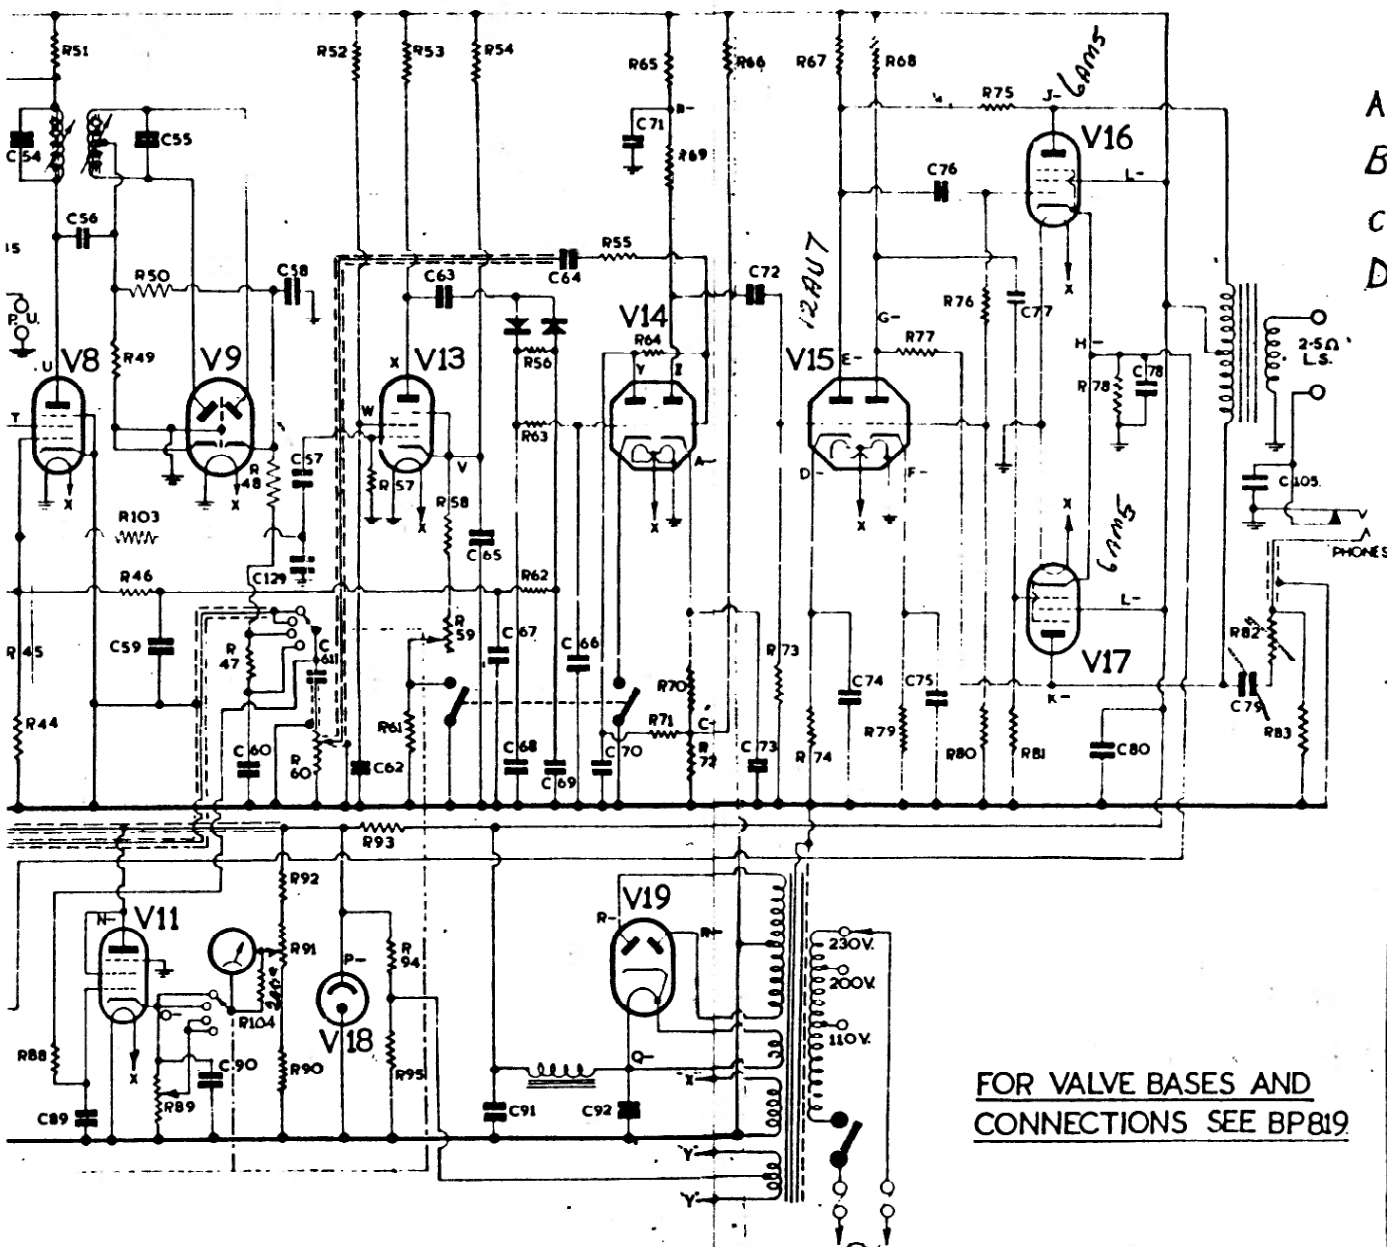 R51
R52
R53
R54
R65
R66
R67
R68
R75
J-
6AM5
A
B
C
D
C54
C55
C71
B-
R69
V16
L-
C76
C56
R50
C58
C63
C64
R55
C72
12AU7
R76
C77
G-
R77
H-
P.U.
V8
U
R49
V9
X
V13
R56
V14
R64
Y
Z
V15
E-
R78
C78
2·5Ω
L.S.
T
W
R63
R48
C57
R57
V
R58
A-
D-
F-
X
X
X
X
X
X
X
C105
R103
C65
6AM5
PHONES
R46
C129
R62
L-
R45
C59
R47
C61
R59
C67
C66
R73
V17
R82
R44
R61
R70
C74
C75
K-
C79
C60
R60
C62
C68
C69
C70
R71
C-
R72
C73
R74
R79
R80
R81
C80
R83
R93
R92
V19
N-
V11
R-
R-
R91
P-
R94
230V.
200V.
110V.
O-
R104
V18
R88
R90
R95
Q-
X
X
R89
C90
C89
C91
C92
Y
Y
FOR VALVE BASES AND
CONNECTIONS SEE BP819